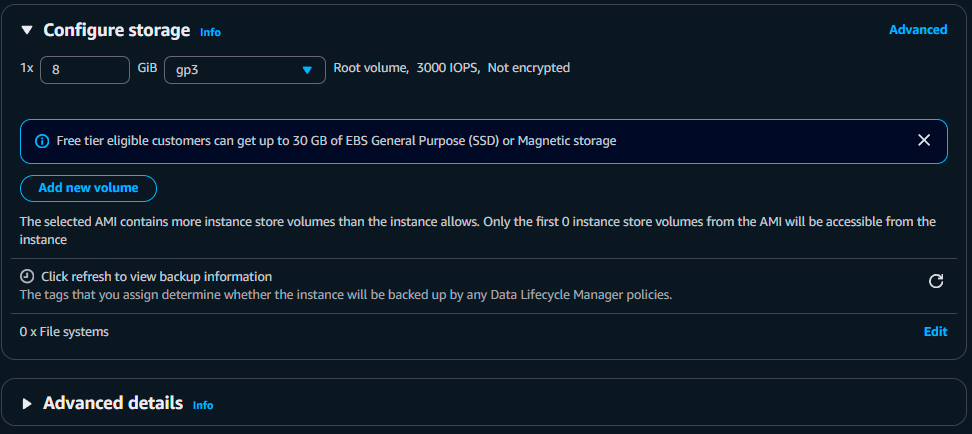 Configure storage Info Advanced
1x 8 GiB gp3 Root volume, 3000 IOPS, Not encrypted
Free tier eligible customers can get up to 30 GB of EBS General Purpose (SSD) or Magnetic storage
Add new volume
The selected AMI contains more instance store volumes than the instance allows. Only the first 0 instance store volumes from the AMI will be accessible from the
instance
Click refresh to view backup information
The tags that you assign determine whether the instance will be backed up by any Data Lifecycle Manager policies.
0 x File systems Edit
Advanced details Info